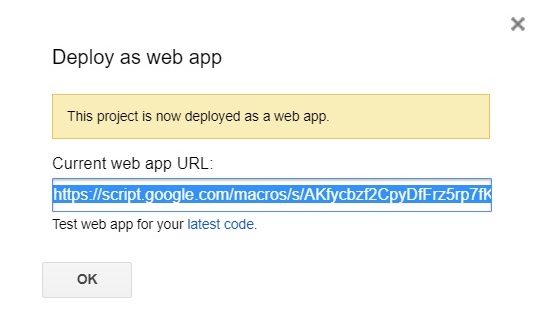 Deploy as web app
This project is now deployed as a web app.
Current web app URL:
https://script.google.com/macros/s/AKfycbzf2CpyDfFrz5rp7fK
Test web app for your latest code.
OK